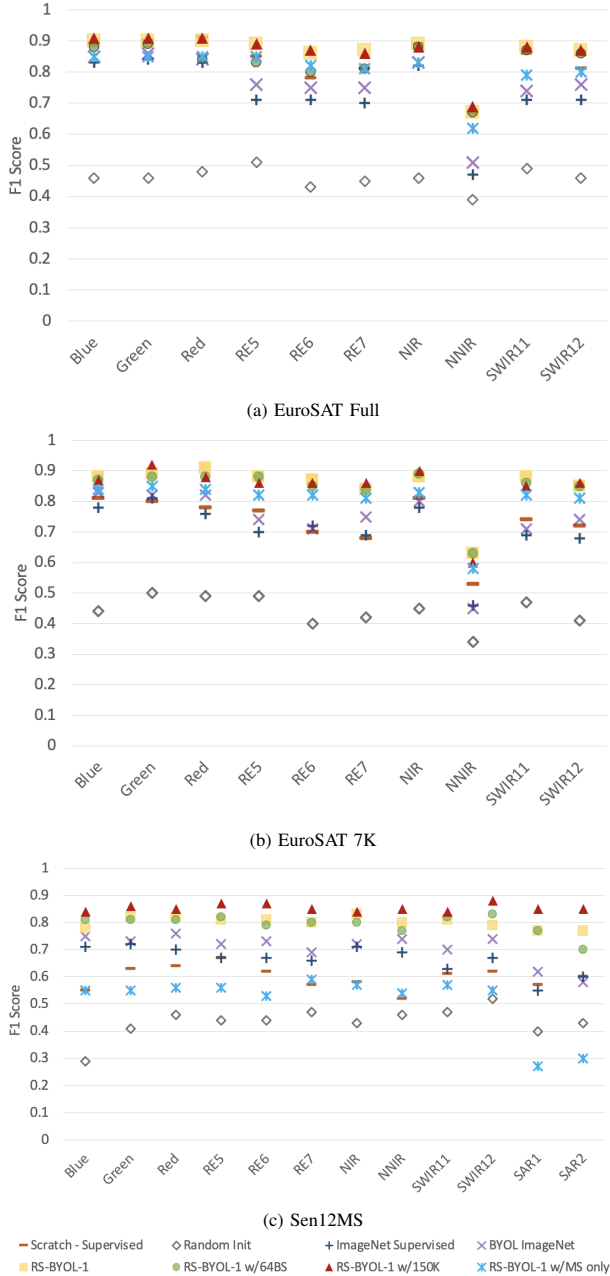 1
0.9
0.8
0.7
0.6
0.5
0.4
0.3
0.2
0.1
0
F1 Score
Blue
Green
Red
RE5
RE6
RE7
NIR
NNIR
SWIR11
SWIR12
(a) EuroSAT Full
1
0.9
0.8
0.7
0.6
0.5
0.4
0.3
0.2
0.1
0
F1 Score
Blue
Green
Red
RE5
RE6
RE7
NIR
NNIR
SWIR11
SWIR12
(b) EuroSAT 7K
1
0.9
0.8
0.7
0.6
0.5
0.4
0.3
0.2
0.1
0
F1 Score
Blue
Green
Red
RE5
RE6
RE7
NIR
NNIR
SWIR11
SWIR12
SAR1
SAR2
(c) Sen12MS
Scratch - Supervised
Random Init
ImageNet Supervised
BYOL ImageNet
RS-BYOL-1
RS-BYOL-1 w/64BS
RS-BYOL-1 w/150K
RS-BYOL-1 w/MS only